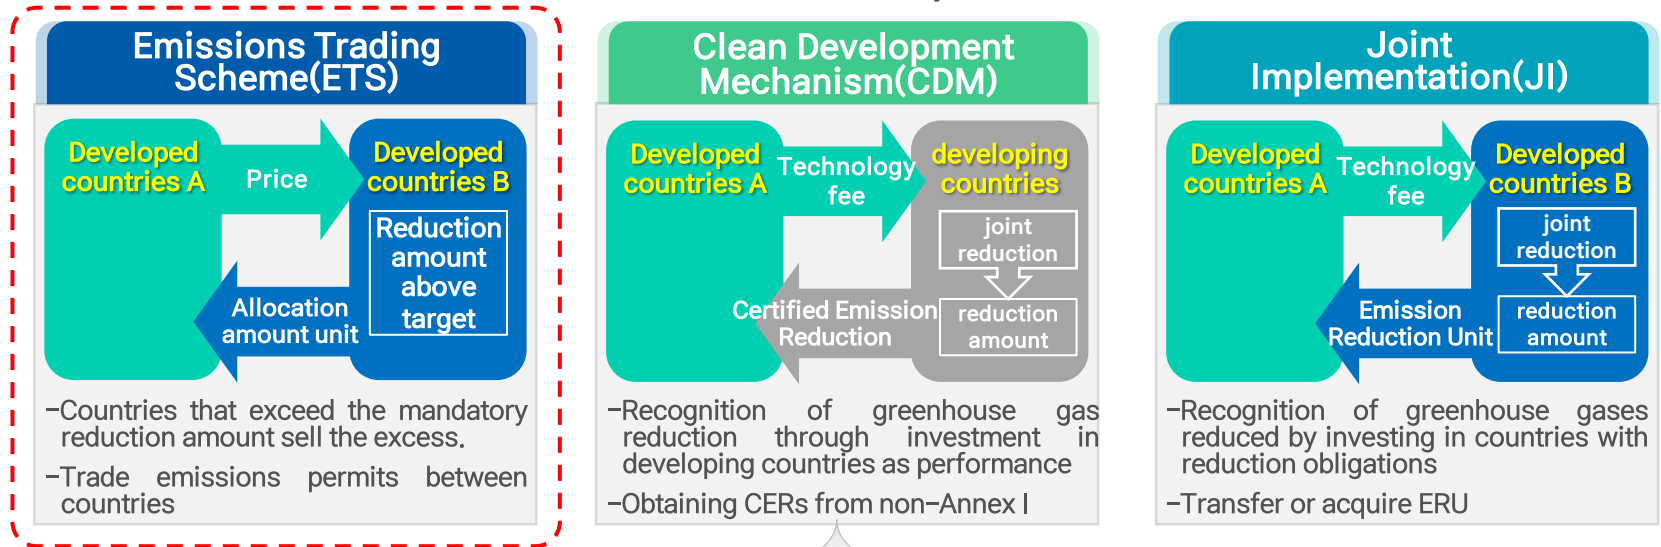 Emissions Trading
Scheme(ETS)
Developed
countries A
Price
Developed
countries B
Reduction
amount
above
target
Allocation
amount unit
–Countries that exceed the mandatory
reduction amount sell the excess.
–Trade emissions permits between
countries
Clean Development
Mechanism(CDM)
Developed
countries A
Technology
fee
developing
countries
joint
reduction
Certified Emission
Reduction
reduction
amount
–Recognition of greenhouse gas
reduction through investment in
developing countries as performance
–Obtaining CERs from non–Annex I
Joint
Implementation(JI)
Developed
countries A
Technology
fee
Developed
countries B
joint
reduction
Emission
Reduction Unit
reduction
amount
–Recognition of greenhouse gases
reduced by investing in countries with
reduction obligations
–Transfer or acquire ERU